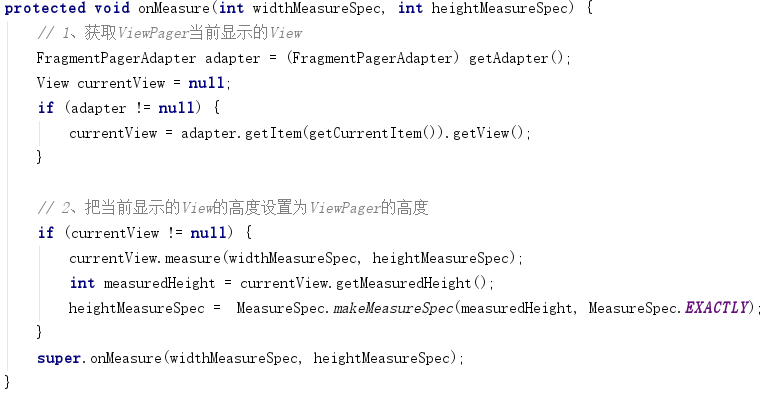 protected void onMeasure(int widthMeasureSpec, int heightMeasureSpec) {
// 1、获取ViewPager当前显示的View
FragmentPagerAdapter adapter = (FragmentPagerAdapter) getAdapter();
View currentView = null;
if (adapter != null) {
currentView = adapter.getItem(getCurrentItem()).getView();
}
// 2、把当前显示的View的高度设置为ViewPager的高度
if (currentView != null) {
currentView.measure(widthMeasureSpec, heightMeasureSpec);
int measuredHeight = currentView.getMeasuredHeight();
heightMeasureSpec =  MeasureSpec.makeMeasureSpec(measuredHeight, MeasureSpec.EXACTLY);
}
super.onMeasure(widthMeasureSpec, heightMeasureSpec);
}